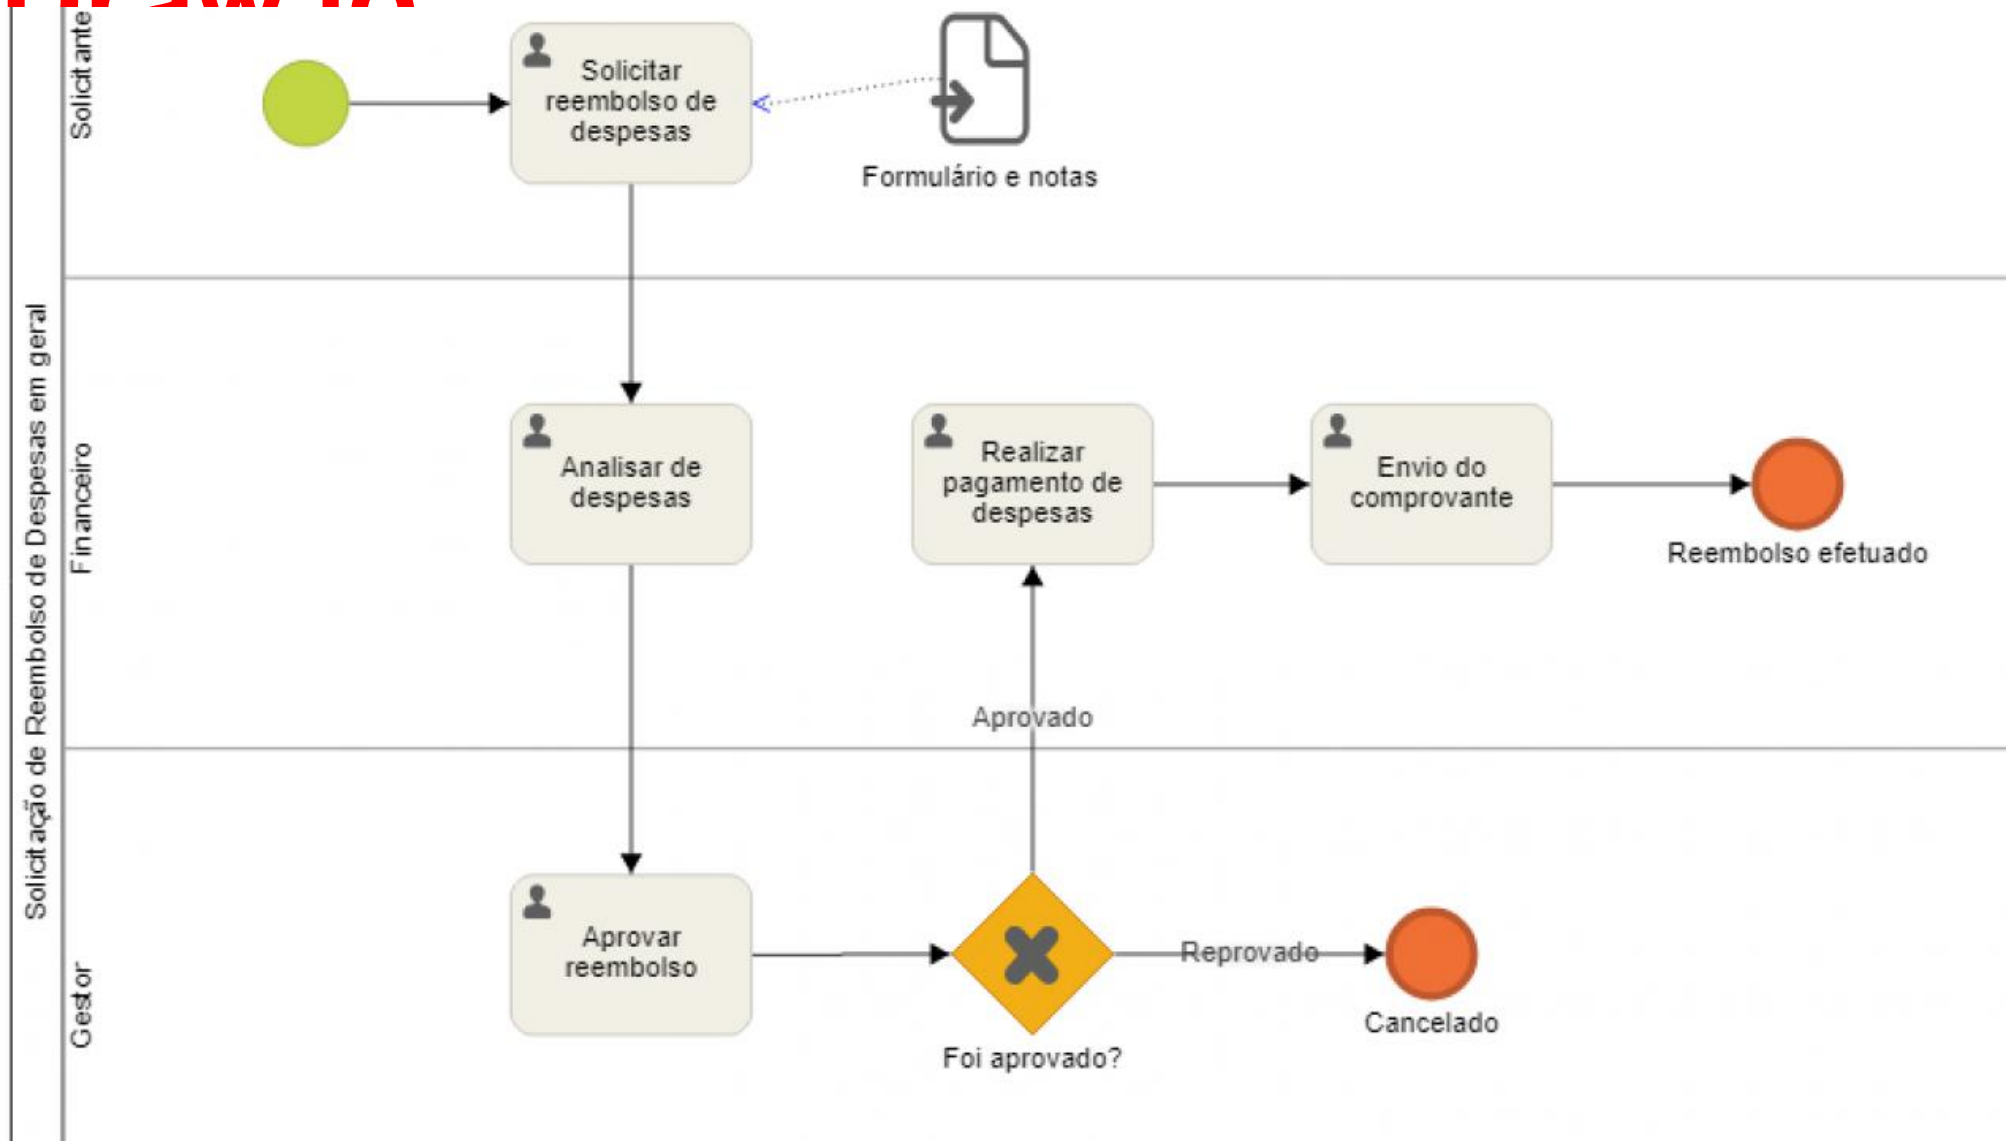 Solicitante
Solicitar
reembolso de
despesas
Formulário e notas
Solicitação de Reembolso de Despesas em geral
Financeiro
Analisar de
despesas
Realizar
pagamento de
despesas
Envio do
comprovante
Reembolso efetuado
Aprovado
Gestor
Aprovar
reembolso
Reprovado
Foi aprovado?
Cancelado